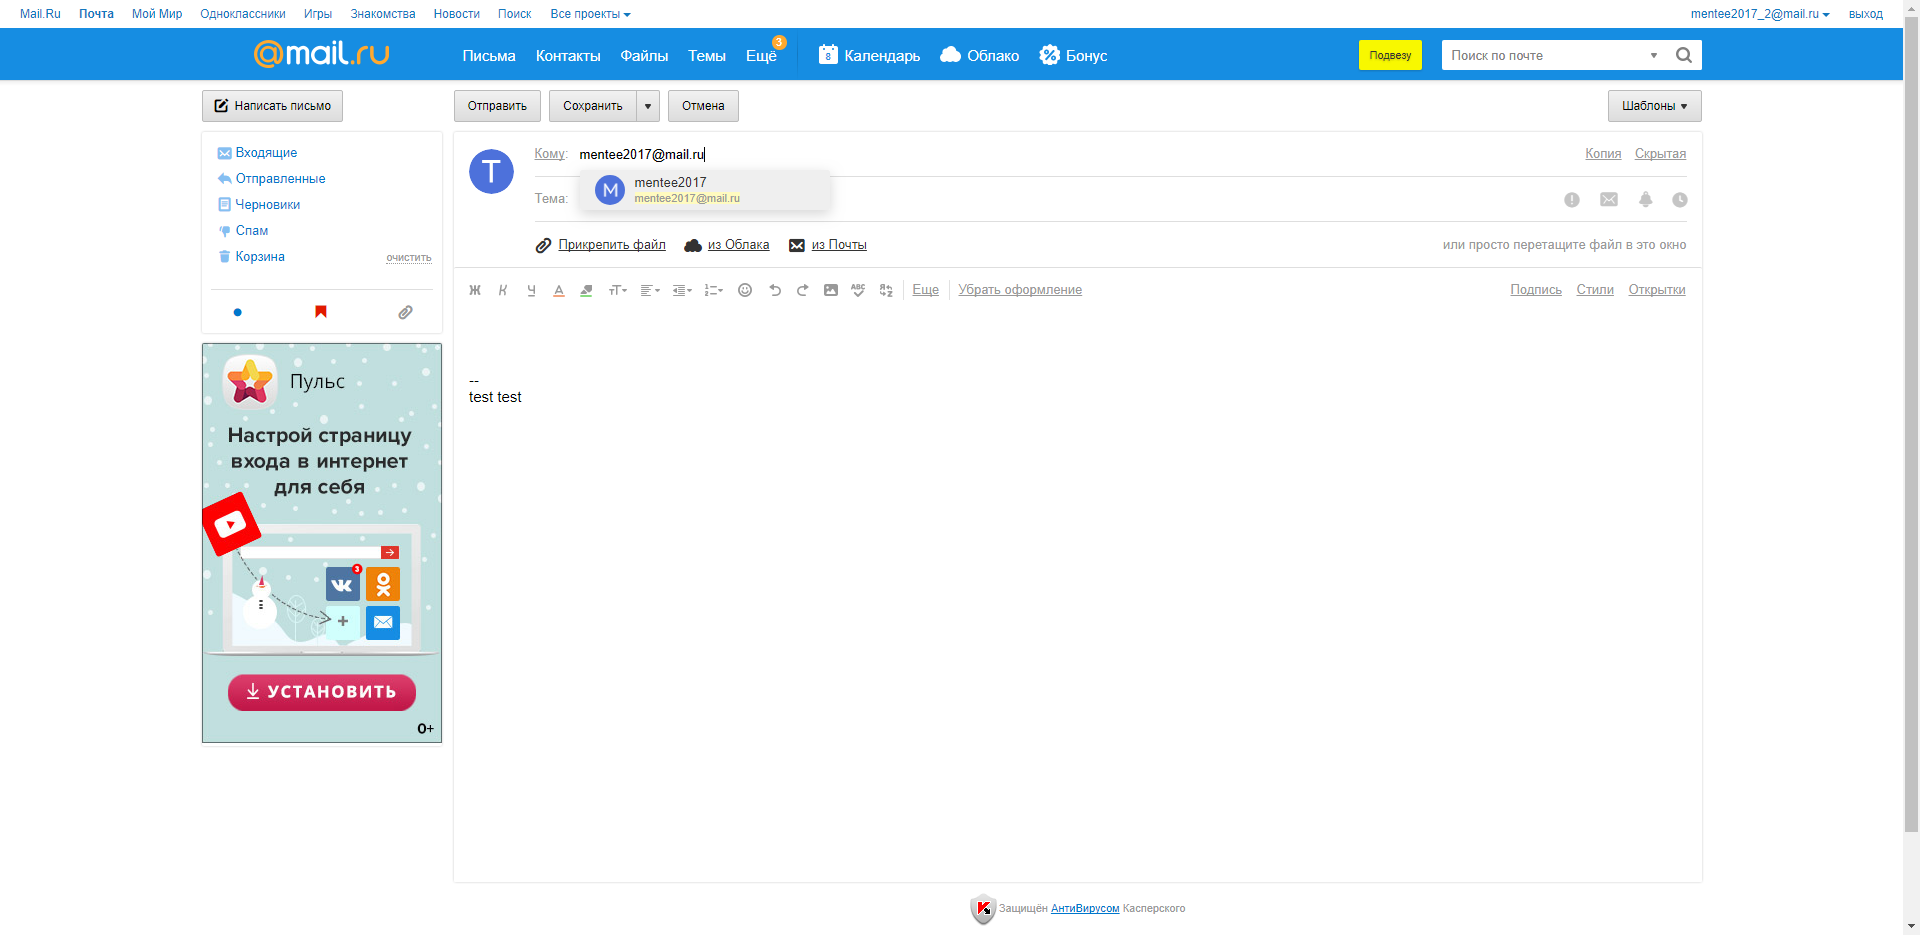 Mail.Ru Почта Мой Мир Одноклассники Игры Знакомства Новости Поиск Все проекты mentee2017_2@mail.ru выход
@mail.ru Письма Контакты Файлы Темы Ещё 3 8 Календарь Облако Бонус Подвезу Поиск по почте
Написать письмо Отправить Сохранить Отмена Шаблоны
Входящие
Отправленные
Черновики
Спам
Корзина очистить
T Кому: mentee2017@mail.ru Копия Скрытая
M mentee2017
mentee2017@mail.ru
Тема:
Прикрепить файл из Облака из Почты или просто перетащите файл в это окно
Ж К Ч А тТ ABC Еще Убрать оформление Подпись Стили Открытки
--
test test
Пульс
Настрой страницу
входа в интернет
для себя
3
УСТАНОВИТЬ
0+
Защищён АнтиВирусом Касперского